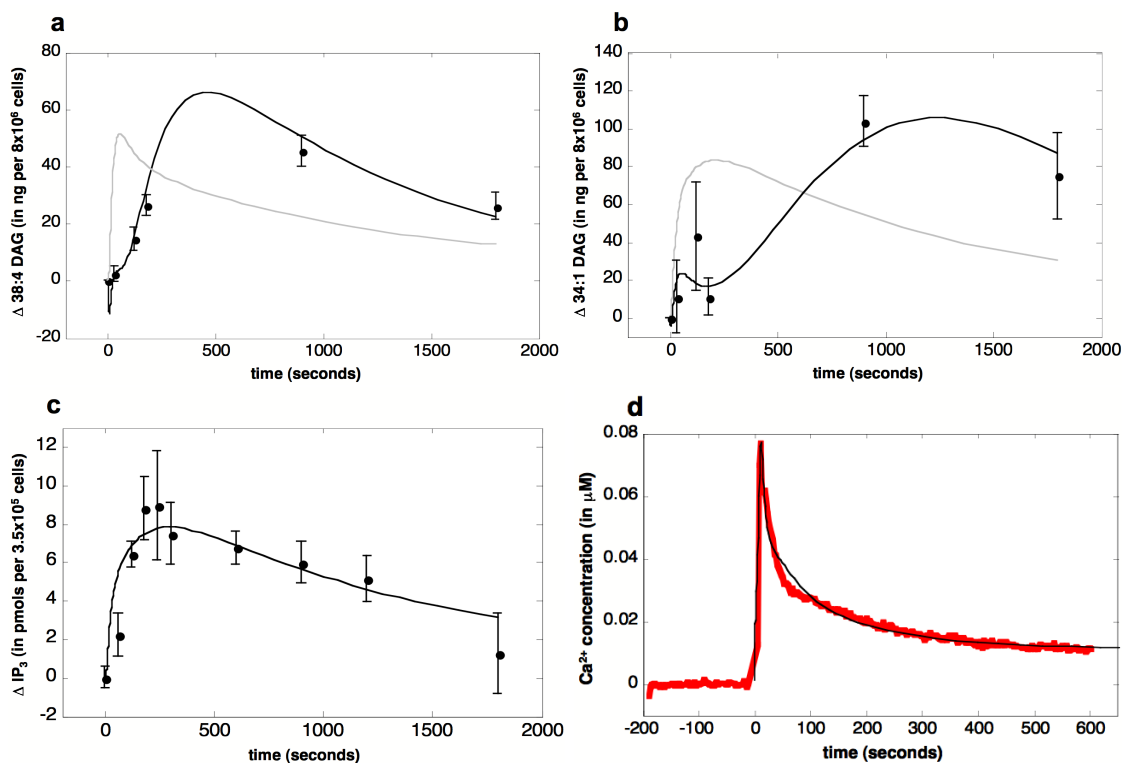 a
Δ 38:4 DAG (in ng per 8x10⁶ cells)
80
60
40
20
0
-20
0 500 1000 1500 2000
time (seconds)
b
Δ 34:1 DAG (in ng per 8x10⁶ cells)
140
120
100
80
60
40
20
0
0 500 1000 1500 2000
time (seconds)
c
Δ IP₃ (in pmols per 3.5x10⁵ cells)
12
10
8
6
4
2
0
-2
0 500 1000 1500 2000
time (seconds)
d
Ca²⁺ concentration (in μM)
0.08
0.06
0.04
0.02
0
-200 -100 0 100 200 300 400 500 600
time (seconds)